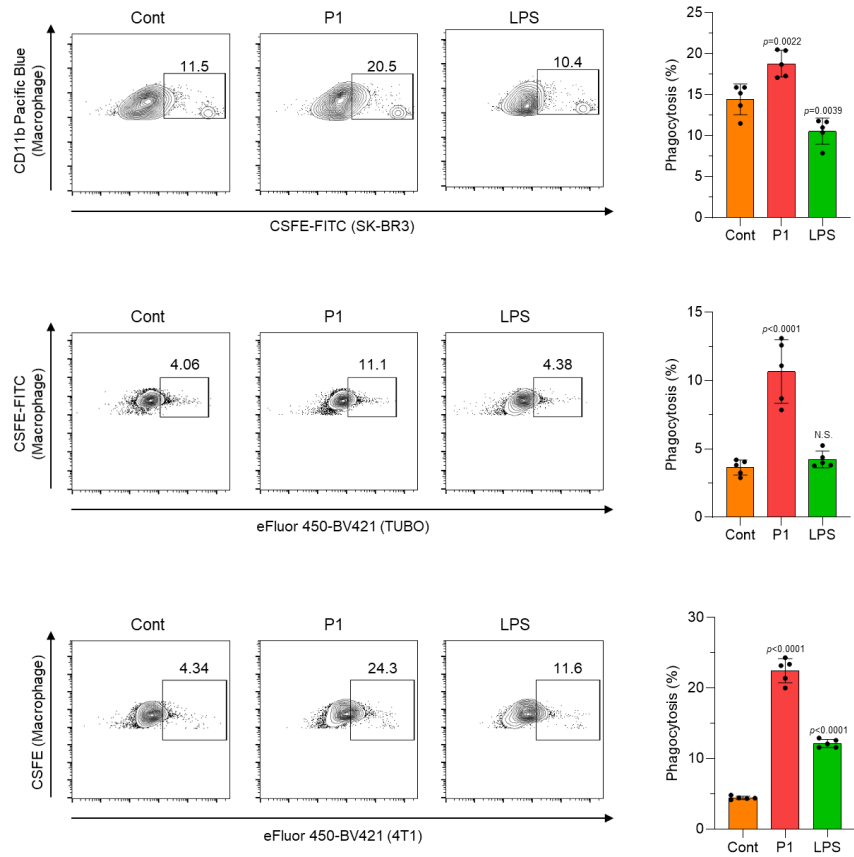 Cont
P1
LPS
CD11b Pacific Blue
(Macrophage)
11.5
20.5
10.4
CSFE-FITC (SK-BR3)
Phagocytosis (%)
25
20
15
10
5
0
p=0.0022
p=0.0039
Cont
P1
LPS
Cont
P1
LPS
CSFE-FITC
(Macrophage)
4.06
11.1
4.38
eFluor 450-BV421 (TUBO)
Phagocytosis (%)
15
10
5
0
p<0.0001
N.S.
Cont
P1
LPS
Cont
P1
LPS
CSFE (Macrophage)
4.34
24.3
11.6
eFluor 450-BV421 (4T1)
Phagocytosis (%)
30
20
10
0
p<0.0001
p<0.0001
Cont
P1
LPS